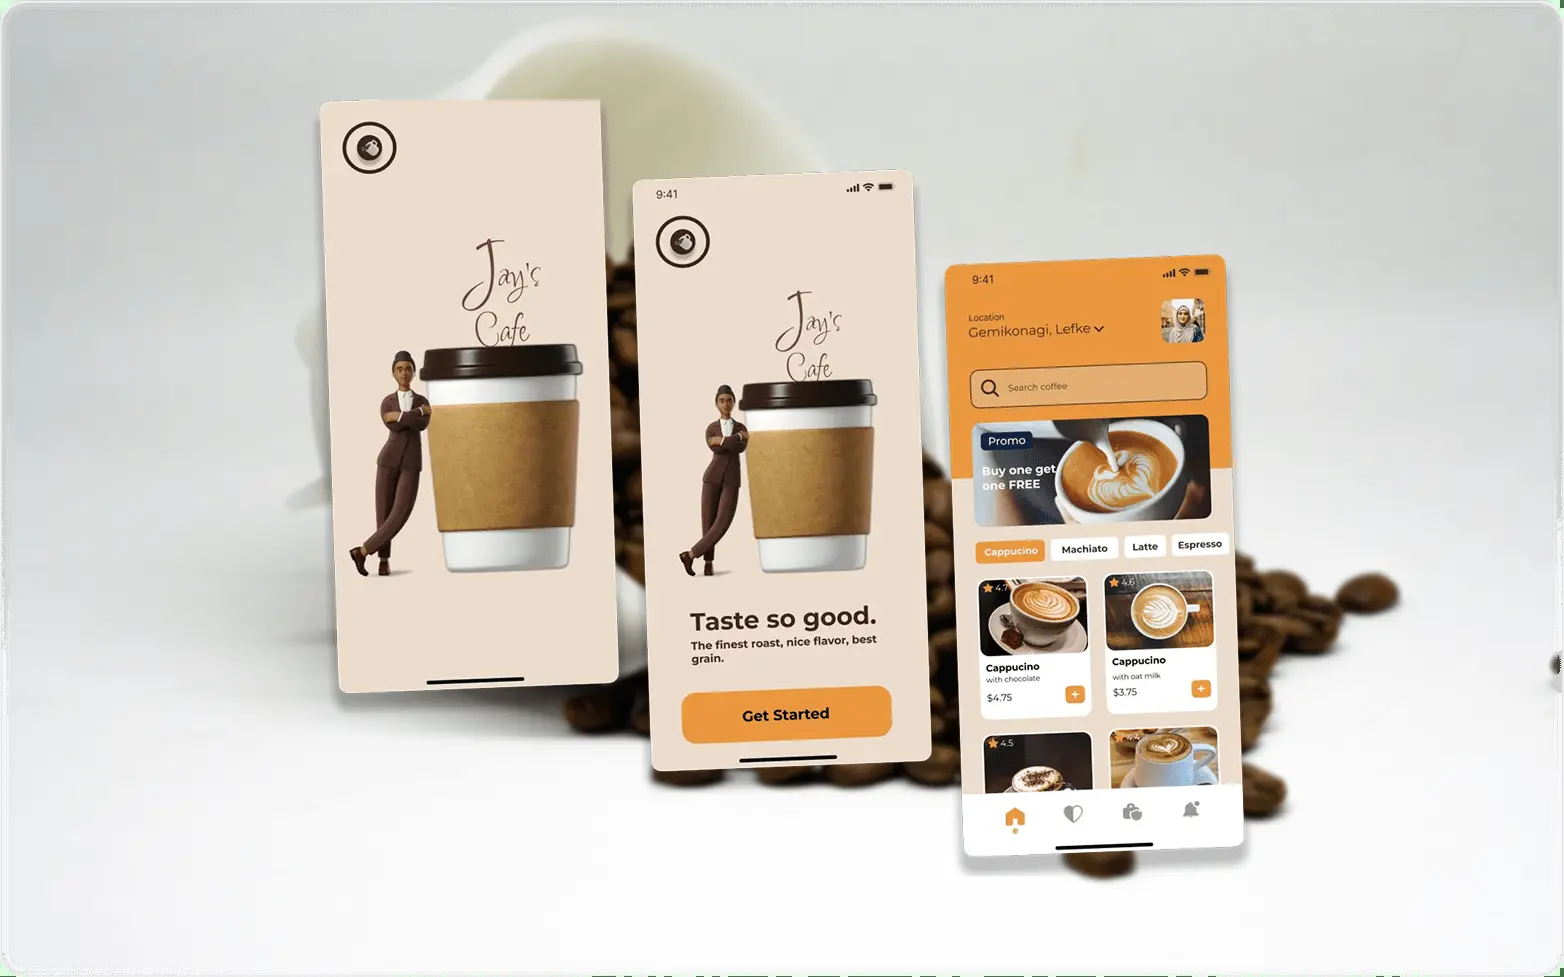 Jay's
Cafe
9:41
Jay's
Cafe
Taste so good.
The finest roast, nice flavor, best
grain.
Get Started
9:41
Location
Gemikonagi, Lefke
Search coffee
Promo
Buy one get
one FREE
Cappucino
Machiato
Latte
Espresso
4.7
4.6
Cappucino
with chocolate
$4.75
+
Cappucino
with oat milk
$3.75
+
4.5
4.4